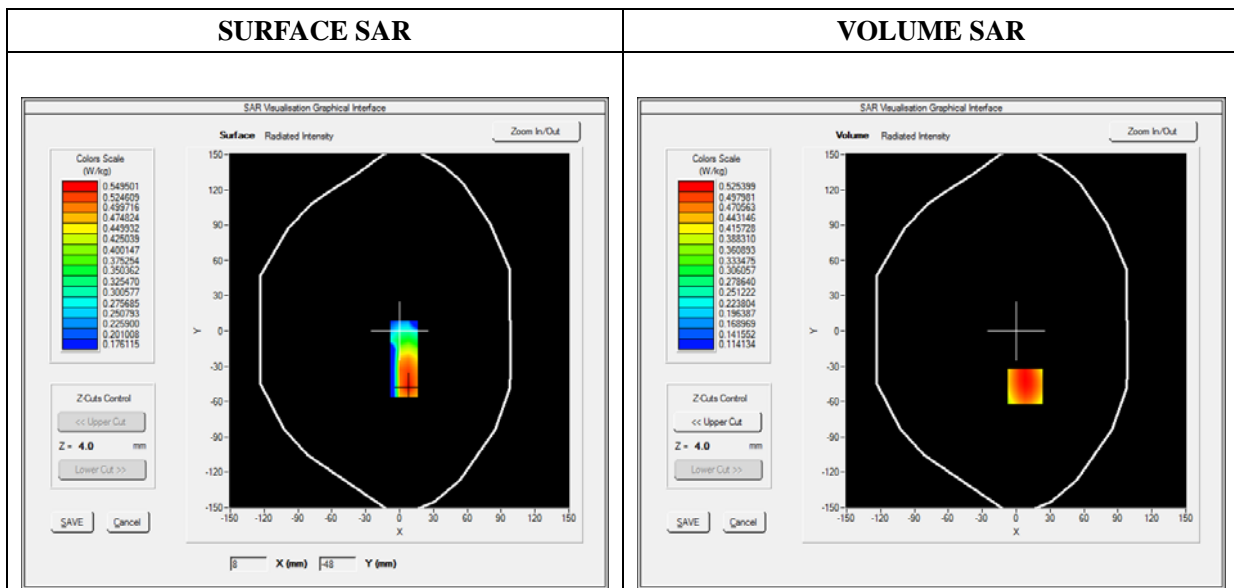 SURFACE SAR
VOLUME SAR
SAR Visualisation Graphical Interface
Surface Radiated Intensity
Zoom In/Out
Colors Scale
(W/kg)
0.549501
0.524609
0.499716
0.474824
0.449932
0.425039
0.400147
0.375254
0.350362
0.325470
0.300577
0.275685
0.250793
0.225900
0.201008
0.176115
Z-Cuts Control
<< Upper Cut
Z = 4.0 mm
Lower Cut >>
SAVE Cancel
150
120
90
60
30
0
-30
-60
-90
-120
-150
Y
-150 -120 -90 -60 -30 0 30 60 90 120 150
X
8 X (mm) -48 Y (mm)
SAR Visualisation Graphical Interface
Volume Radiated Intensity
Zoom In/Out
Colors Scale
(W/kg)
0.525399
0.497981
0.470563
0.443146
0.415728
0.388310
0.360893
0.333475
0.306057
0.278640
0.251222
0.223804
0.196387
0.168969
0.141552
0.114134
Z-Cuts Control
<< Upper Cut
Z = 4.0 mm
Lower Cut >>
SAVE Cancel
150
120
90
60
30
0
-30
-60
-90
-120
-150
Y
-150 -120 -90 -60 -30 0 30 60 90 120 150
X